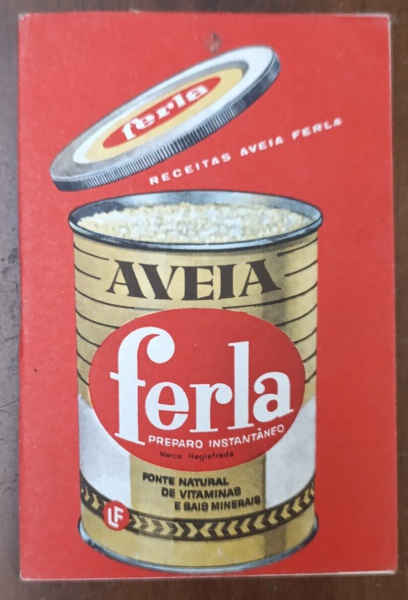 ferla
RECEITAS AVEIA FERLA
AVEIA
ferla
PREPARO INSTANTÂNEO
Marca Registrada
FONTE NATURAL
DE VITAMINAS
E SAIS MINERAIS
LF